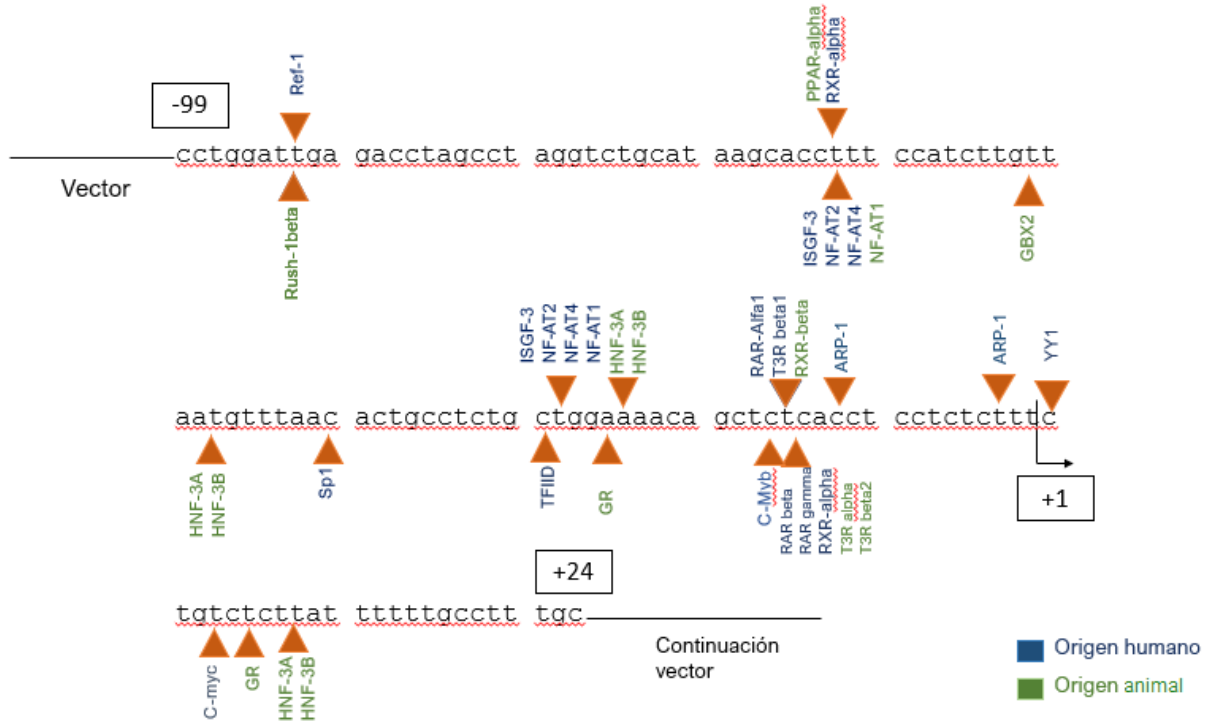 Ref-1
PPAR-alpha
RXR-alpha
-99
cctggattga gacctagcct aggtctgcat aagcaccttt ccatcttgtt
Vector
Rush-1beta
ISGF-3
NF-AT2
NF-AT4
NF-AT1
GBX2
ISGF-3
NF-AT2
NF-AT4
NF-AT1
HNF-3A
HNF-3B
RAR-Alfa1
T3R beta1
RXR-beta
ARP-1
ARP-1
YY1
aatgtttaac actgcctctg ctggaaaaca gctctcacct cctctctttc
HNF-3A
HNF-3B
Sp1
TFIID
GR
C-Myb
RAR beta
RAR gamma
RXR-alpha
T3R alpha
T3R beta2
+1
+24
tgtctcttat tttttgcctt tgc
C-myc
GR
HNF-3A
HNF-3B
Continuación
vector
Origen humano
Origen animal